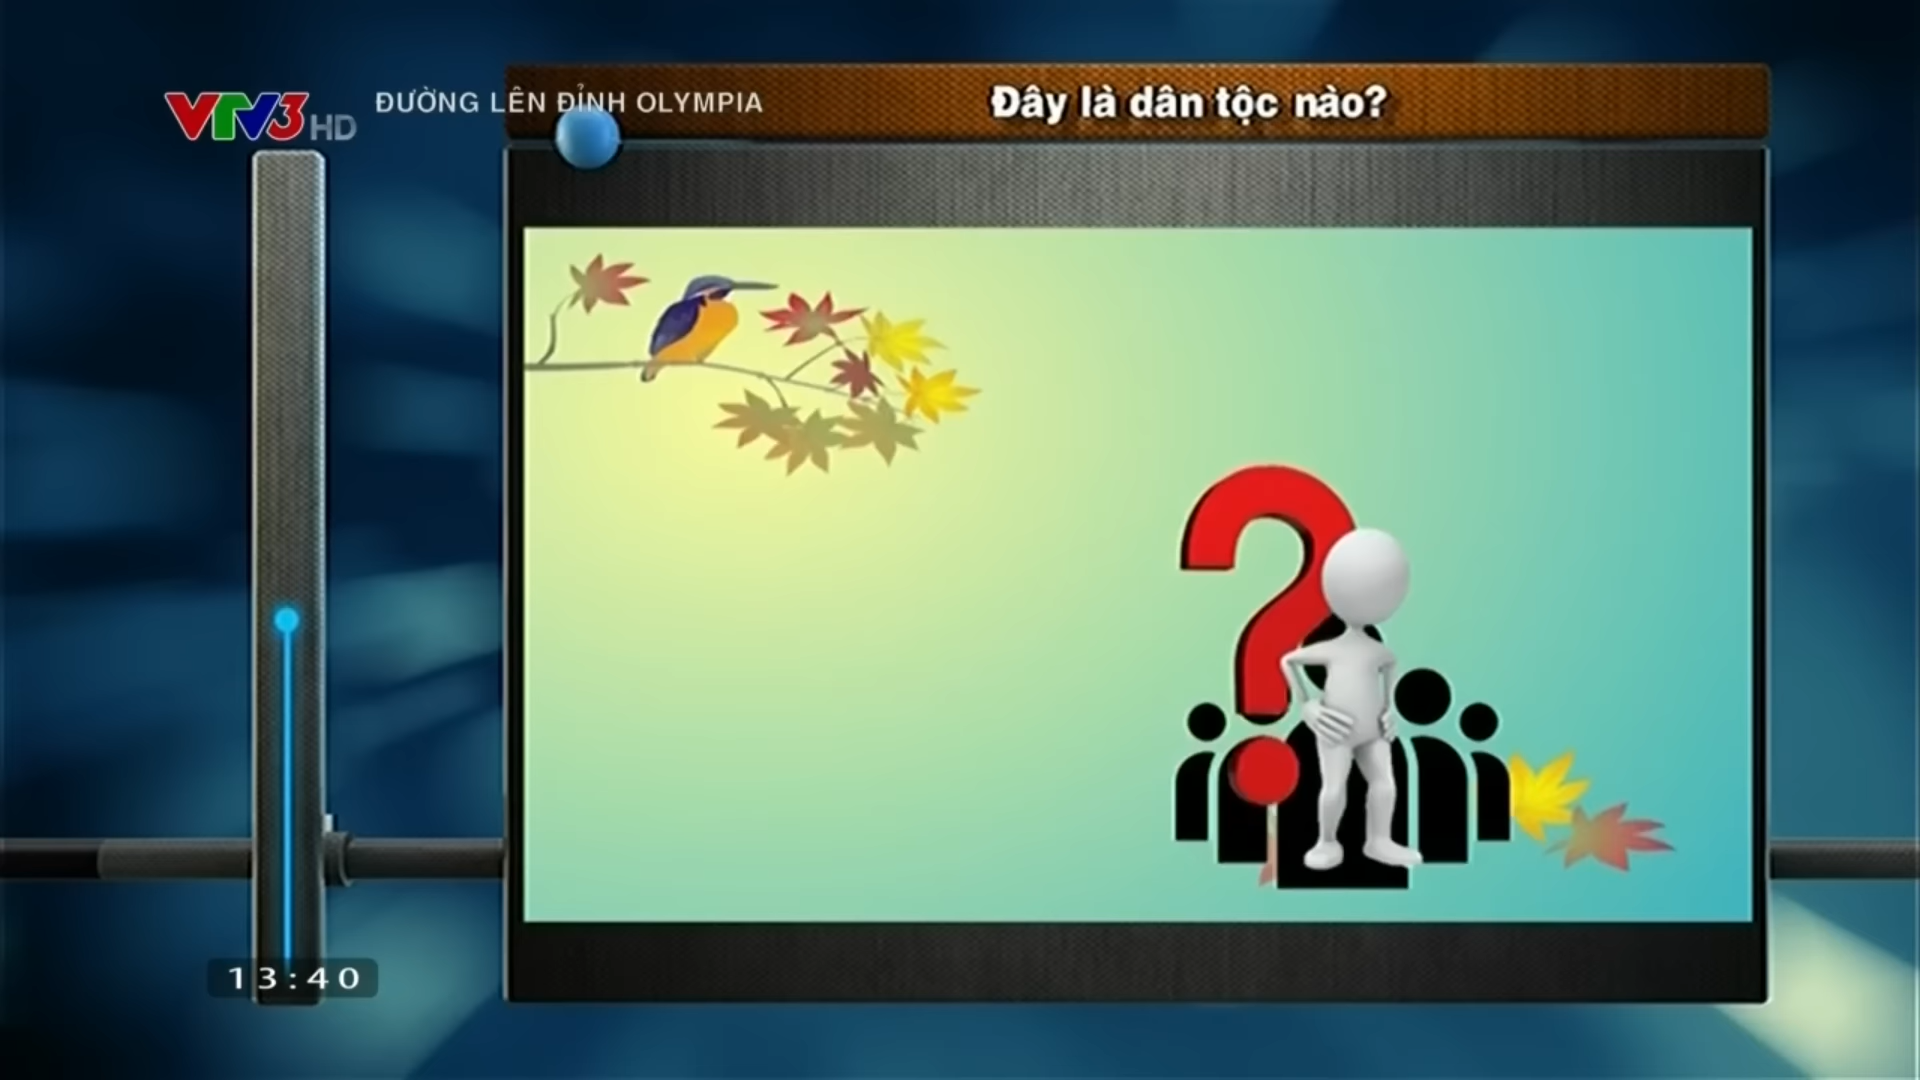 VTV3 HD
ĐƯỜNG LÊN ĐỈNH OLYMPIA
Đây là dân tộc nào?
?
13:40